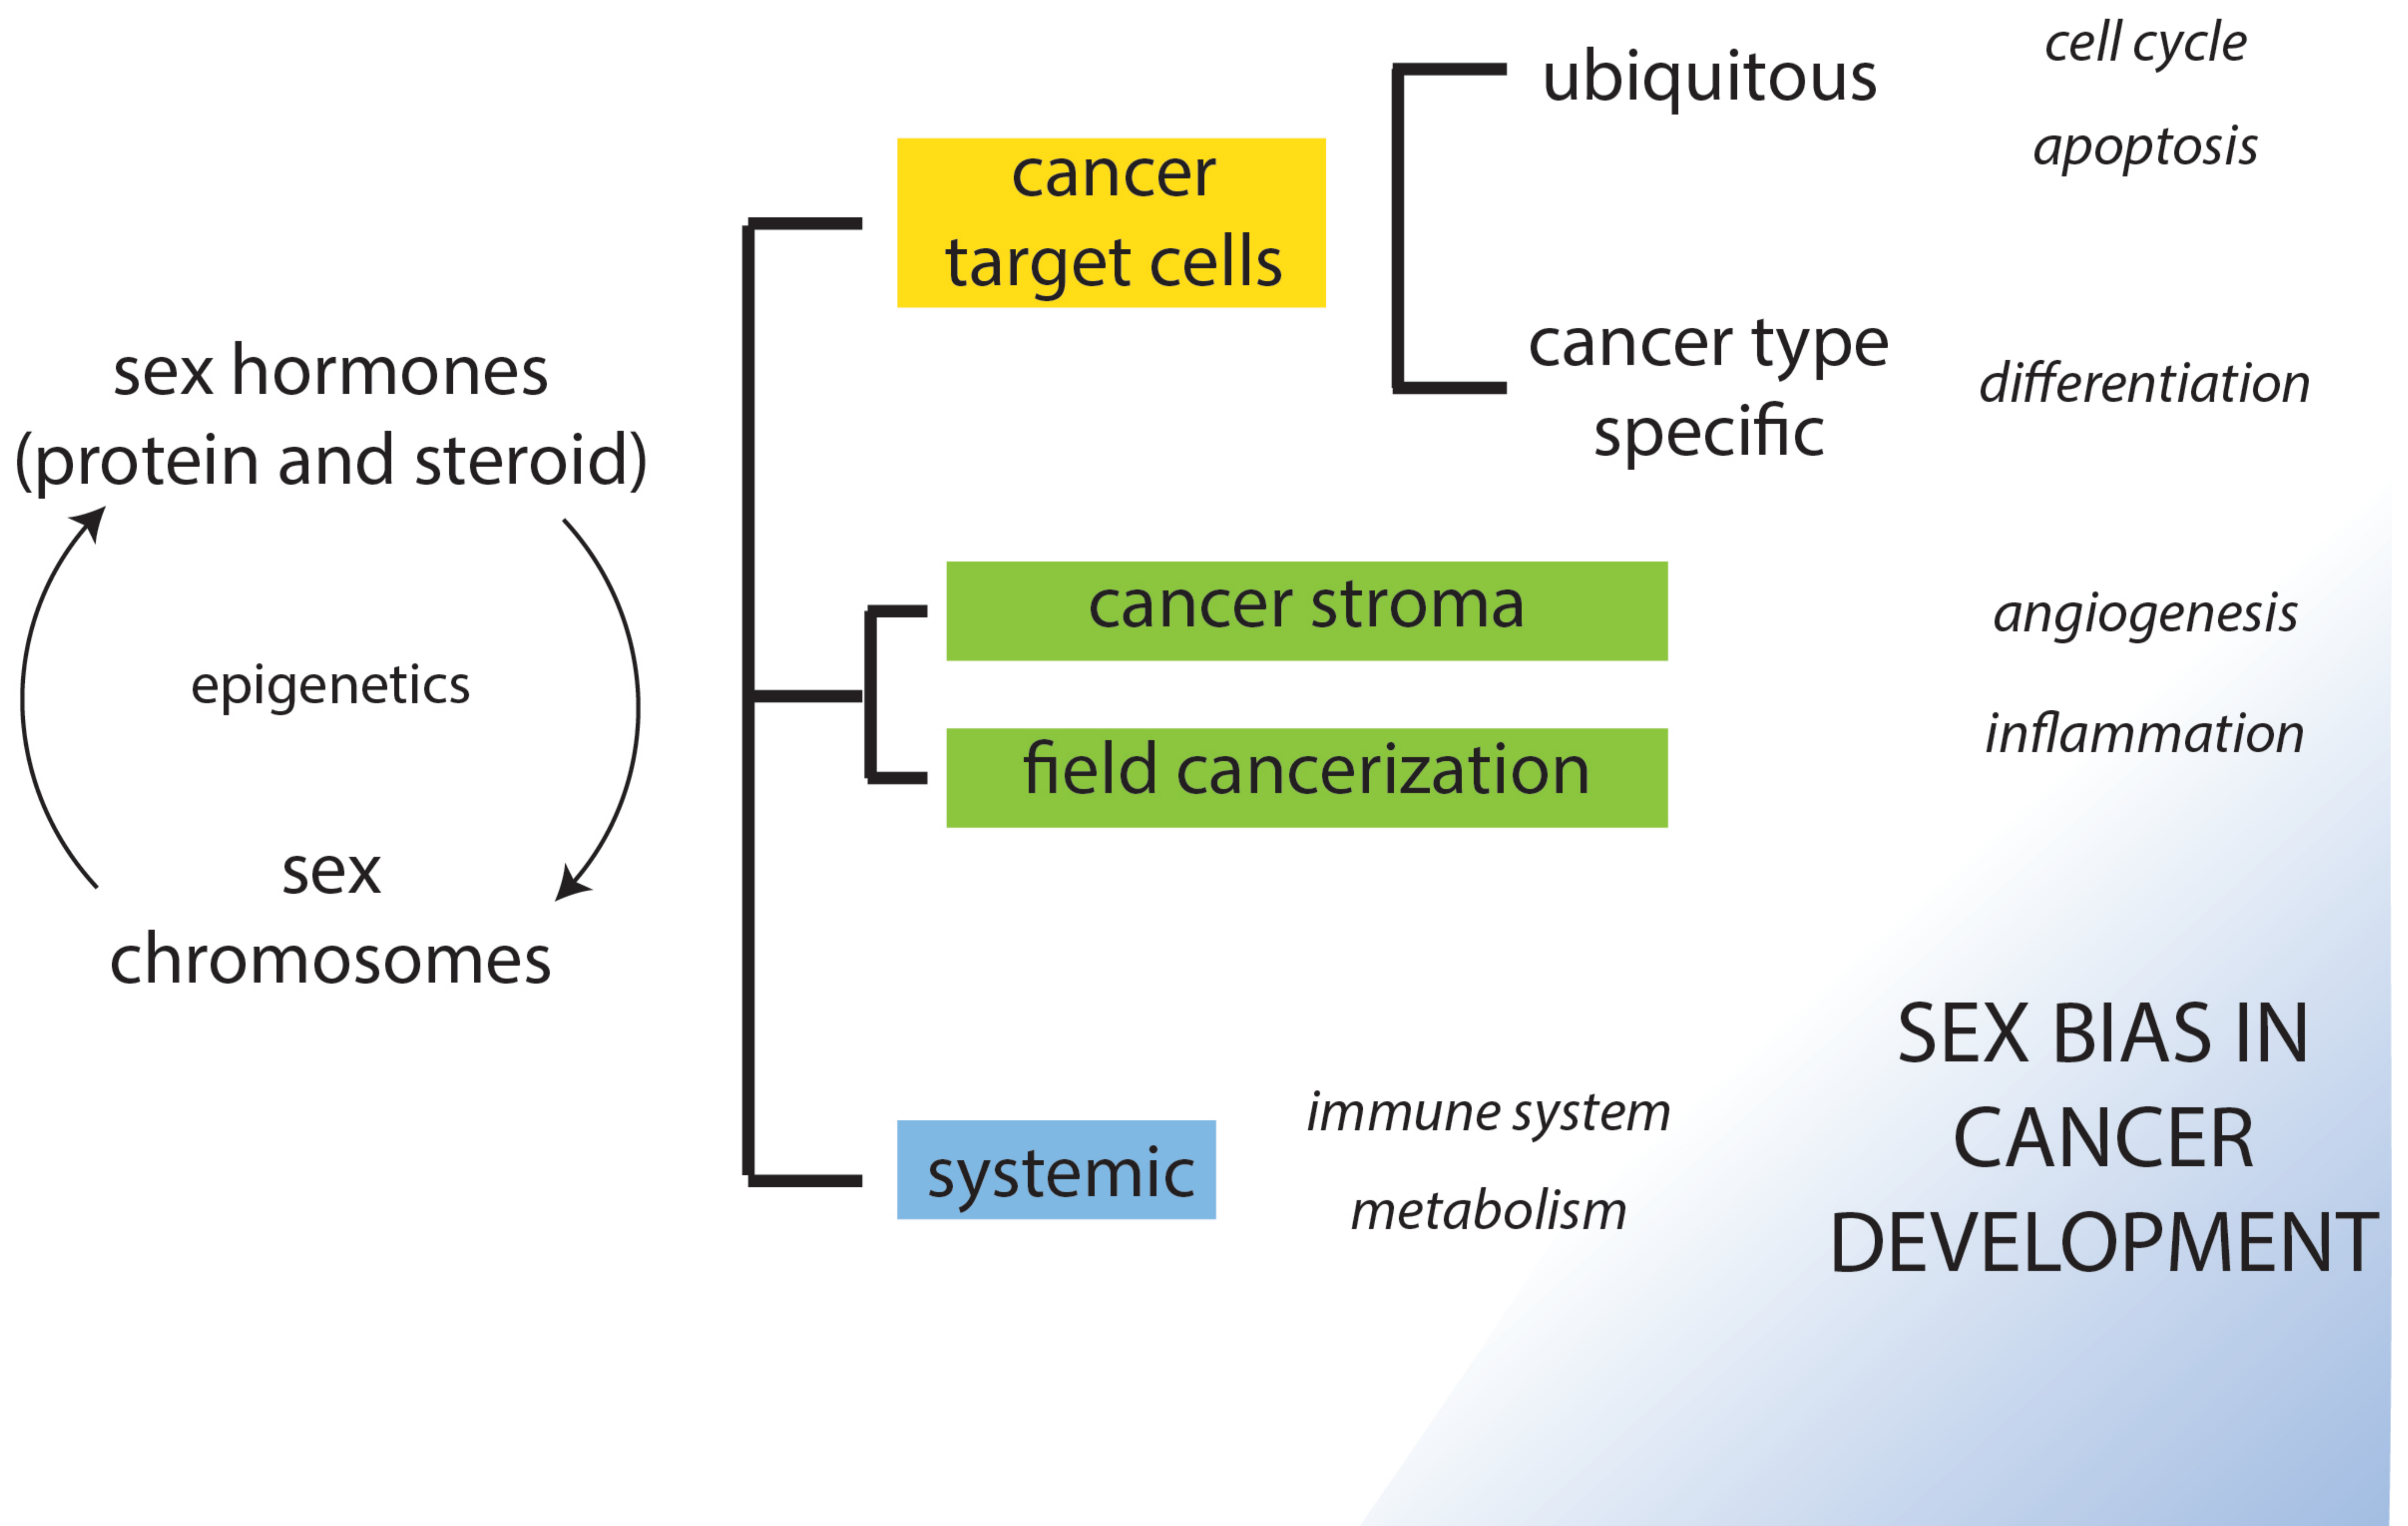 sex hormones
(protein and steroid)
epigenetics
sex
chromosomes
cancer
target cells
ubiquitous
cell cycle
apoptosis
cancer type
specific
differentiation
cancer stroma
field cancerization
angiogenesis
inflammation
systemic
immune system
metabolism
SEX BIAS IN
CANCER
DEVELOPMENT